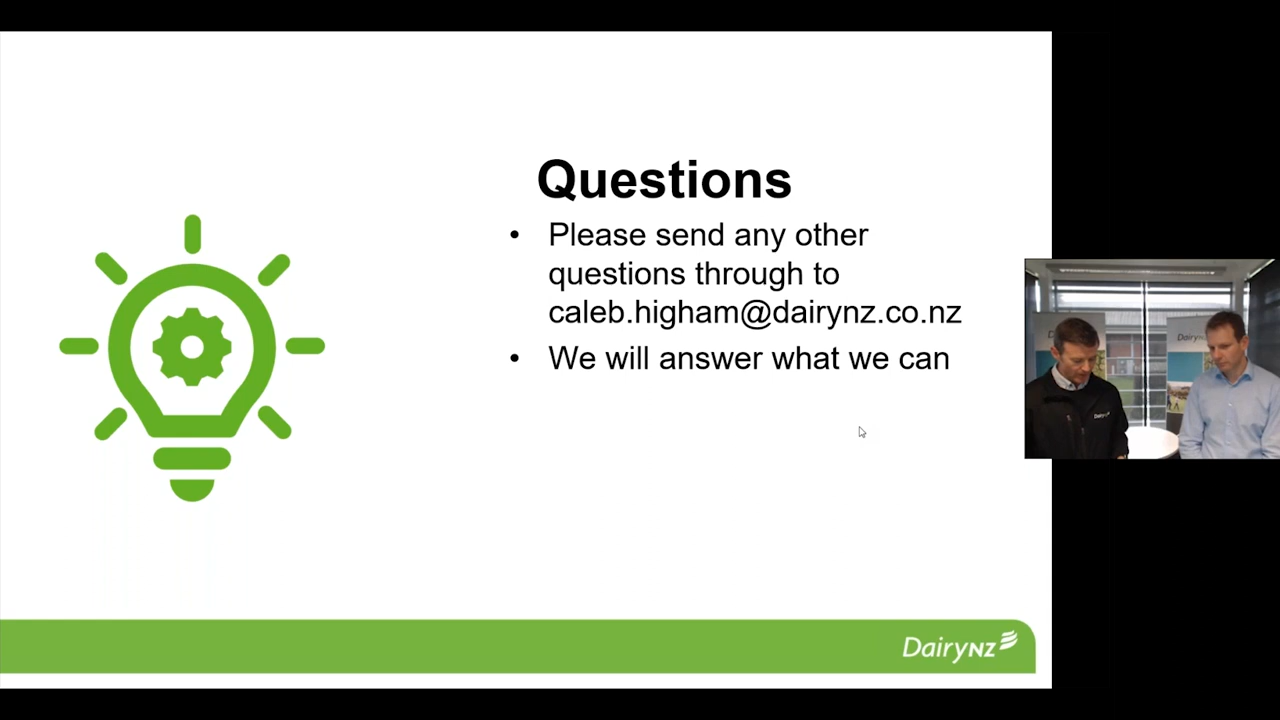 Questions
• Please send any other
questions through to
caleb.higham@dairynz.co.nz
• We will answer what we can
DairyNZ
DairyNZ